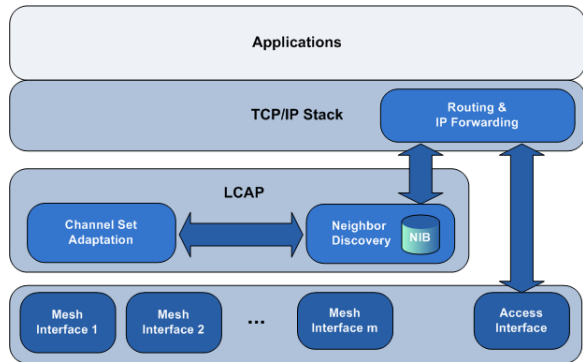 Applications
TCP/IP Stack
Routing &
IP Forwarding
LCAP
Channel Set
Adaptation
Neighbor
Discovery
NIB
Mesh
Interface 1
Mesh
Interface 2
...
Mesh
Interface m
Access
Interface